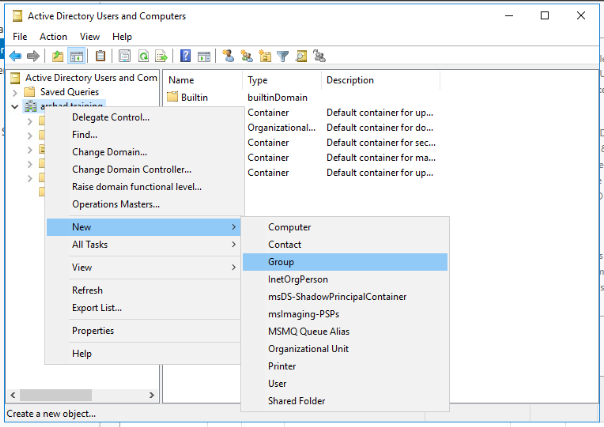 Active Directory Users and Computers
File Action View Help
Active Directory Users and Com
Name Type Description
Saved Queries
Builtin builtinDomain
arshad.training
Container Default container for up...
Organizational... Default container for do...
Container Default container for sec...
Container Default container for ma...
Container Default container for up...
Delegate Control...
Find...
Change Domain...
Change Domain Controller...
Raise domain functional level...
Operations Masters...
New
All Tasks
View
Refresh
Export List...
Properties
Help
Computer
Contact
Group
InetOrgPerson
msDS-ShadowPrincipalContainer
msImaging-PSPs
MSMQ Queue Alias
Organizational Unit
Printer
User
Shared Folder
Create a new object...